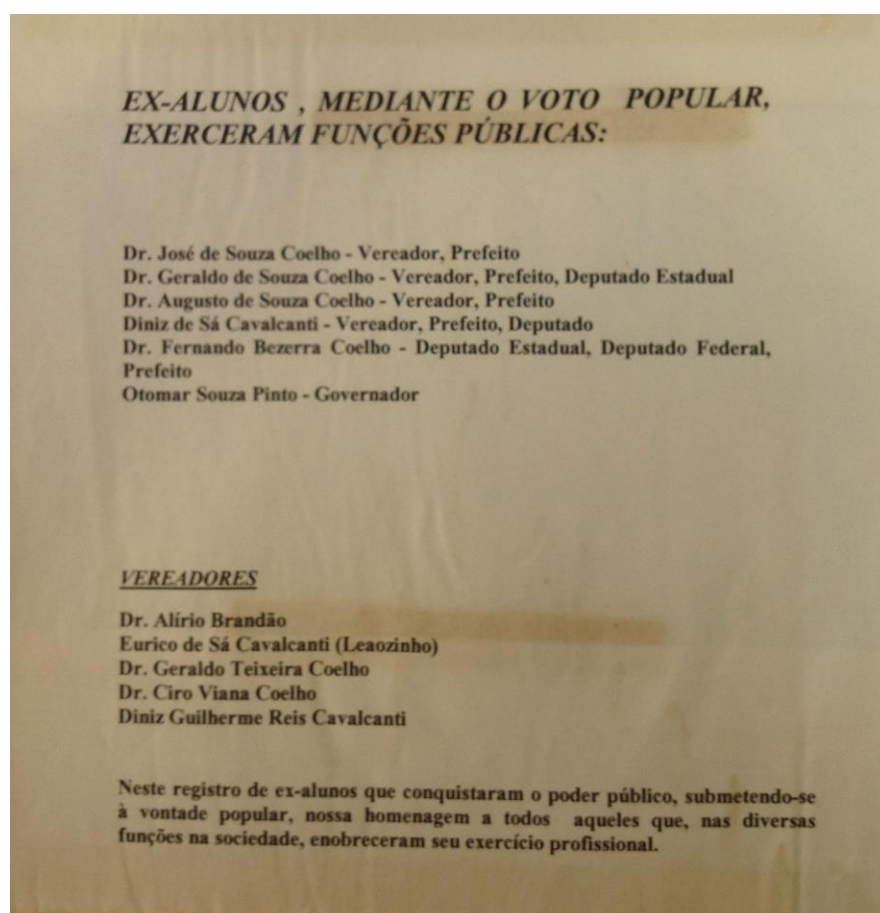 EX-ALUNOS , MEDIANTE O VOTO POPULAR,
EXERCERAM FUNÇÕES PÚBLICAS:
Dr. José de Souza Coelho - Vereador, Prefeito
Dr. Geraldo de Souza Coelho - Vereador, Prefeito, Deputado Estadual
Dr. Augusto de Souza Coelho - Vereador, Prefeito
Diniz de Sá Cavalcanti - Vereador, Prefeito, Deputado
Dr. Fernando Bezerra Coelho - Deputado Estadual, Deputado Federal,
Prefeito
Otomar Souza Pinto - Governador
VEREADORES
Dr. Alírio Brandão
Eurico de Sá Cavalcanti (Leaozinho)
Dr. Geraldo Teixeira Coelho
Dr. Ciro Viana Coelho
Diniz Guilherme Reis Cavalcanti
Neste registro de ex-alunos que conquistaram o poder público, submetendo-se
à vontade popular, nossa homenagem a todos aqueles que, nas diversas
funções na sociedade, enobreceram seu exercício profissional.